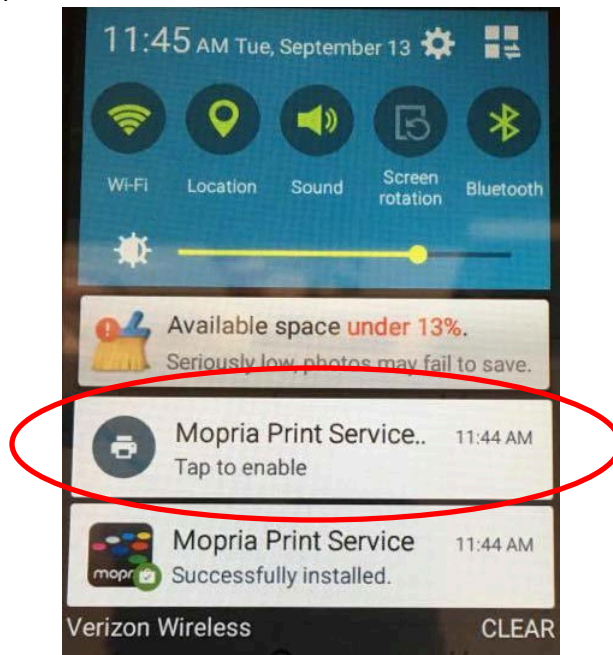 11:45 AM Tue, September 13
Wi-Fi
Location
Sound
Screen
rotation
Bluetooth
Available space under 13%.
Seriously low, photos may fail to save.
Mopria Print Service.. 11:44 AM
Tap to enable
Mopria Print Service 11:44 AM
mopr
Successfully installed.
Verizon Wireless CLEAR